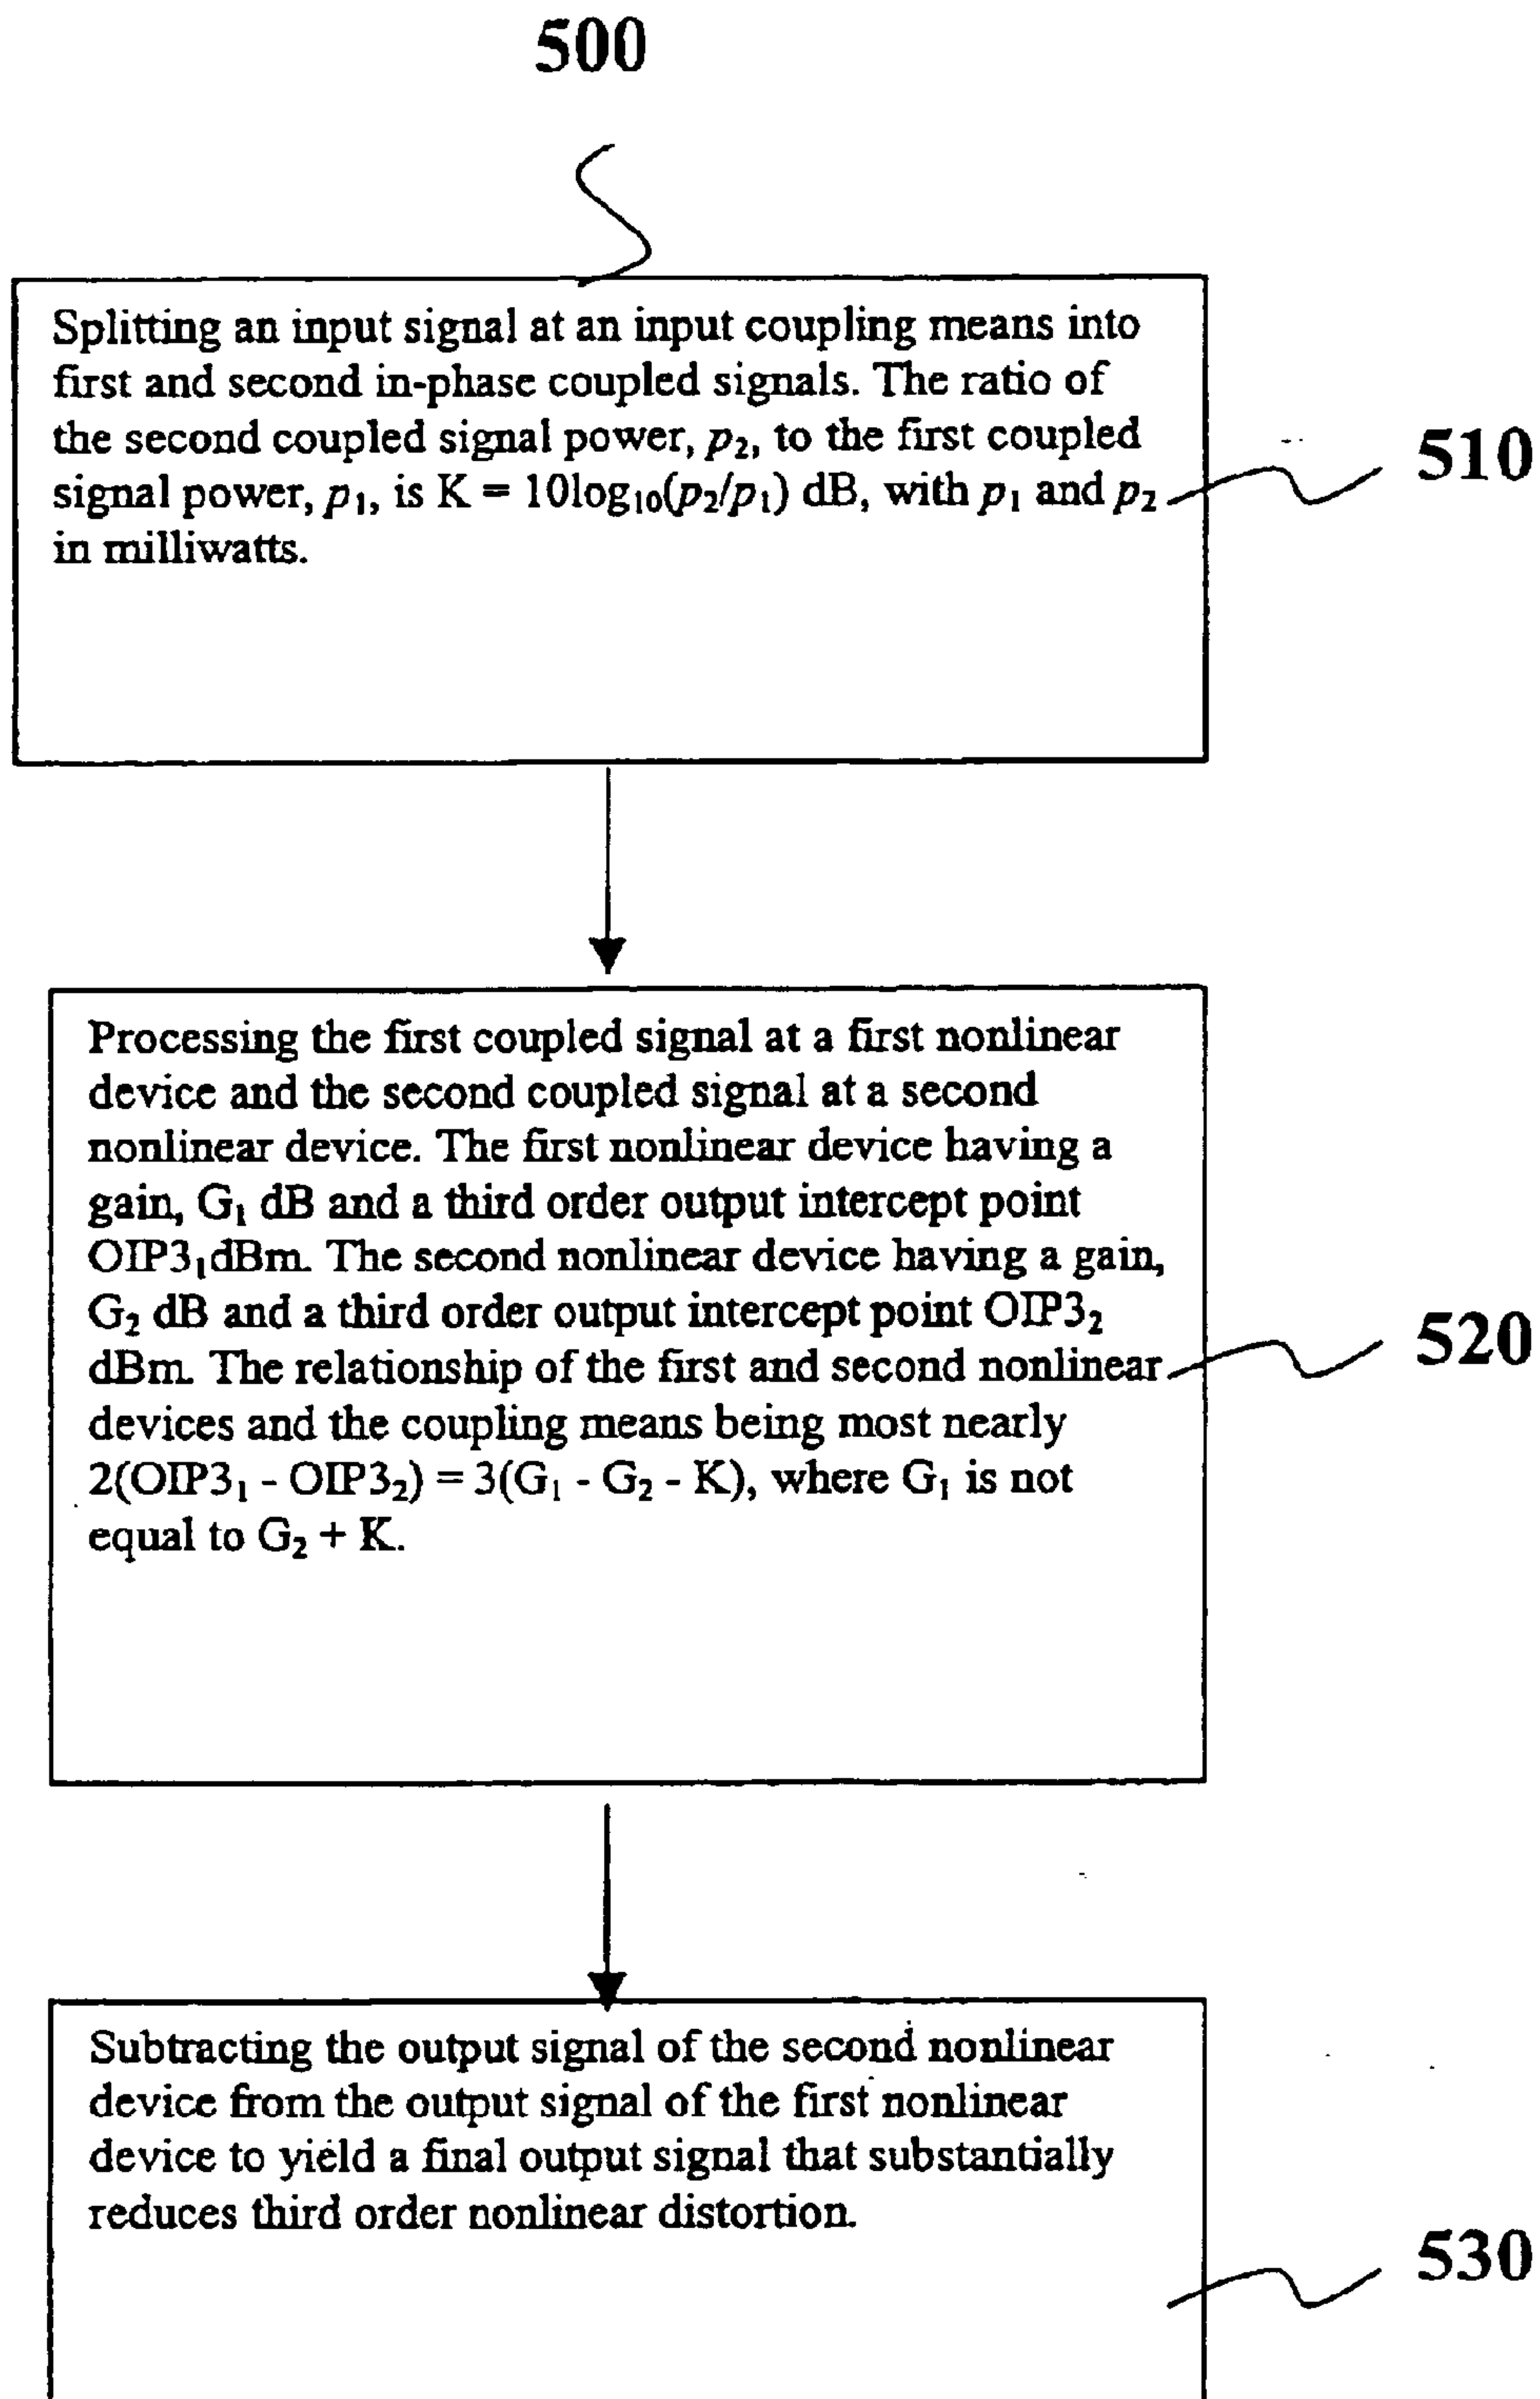 500
Splitting an input signal at an input coupling means into
first and second in-phase coupled signals. The ratio of
the second coupled signal power, p₂, to the first coupled
signal power, p₁, is K = 10log₁₀(p₂/p₁) dB, with p₁ and p₂
in milliwatts.
510
Processing the first coupled signal at a first nonlinear
device and the second coupled signal at a second
nonlinear device. The first nonlinear device having a
gain, G₁ dB and a third order output intercept point
OIP3₁dBm. The second nonlinear device having a gain,
G₂ dB and a third order output intercept point OIP3₂
dBm. The relationship of the first and second nonlinear
devices and the coupling means being most nearly
2(OIP3₁ - OIP3₂) = 3(G₁ - G₂ - K), where G₁ is not
equal to G₂ + K.
520
Subtracting the output signal of the second nonlinear
device from the output signal of the first nonlinear
device to yield a final output signal that substantially
reduces third order nonlinear distortion.
530